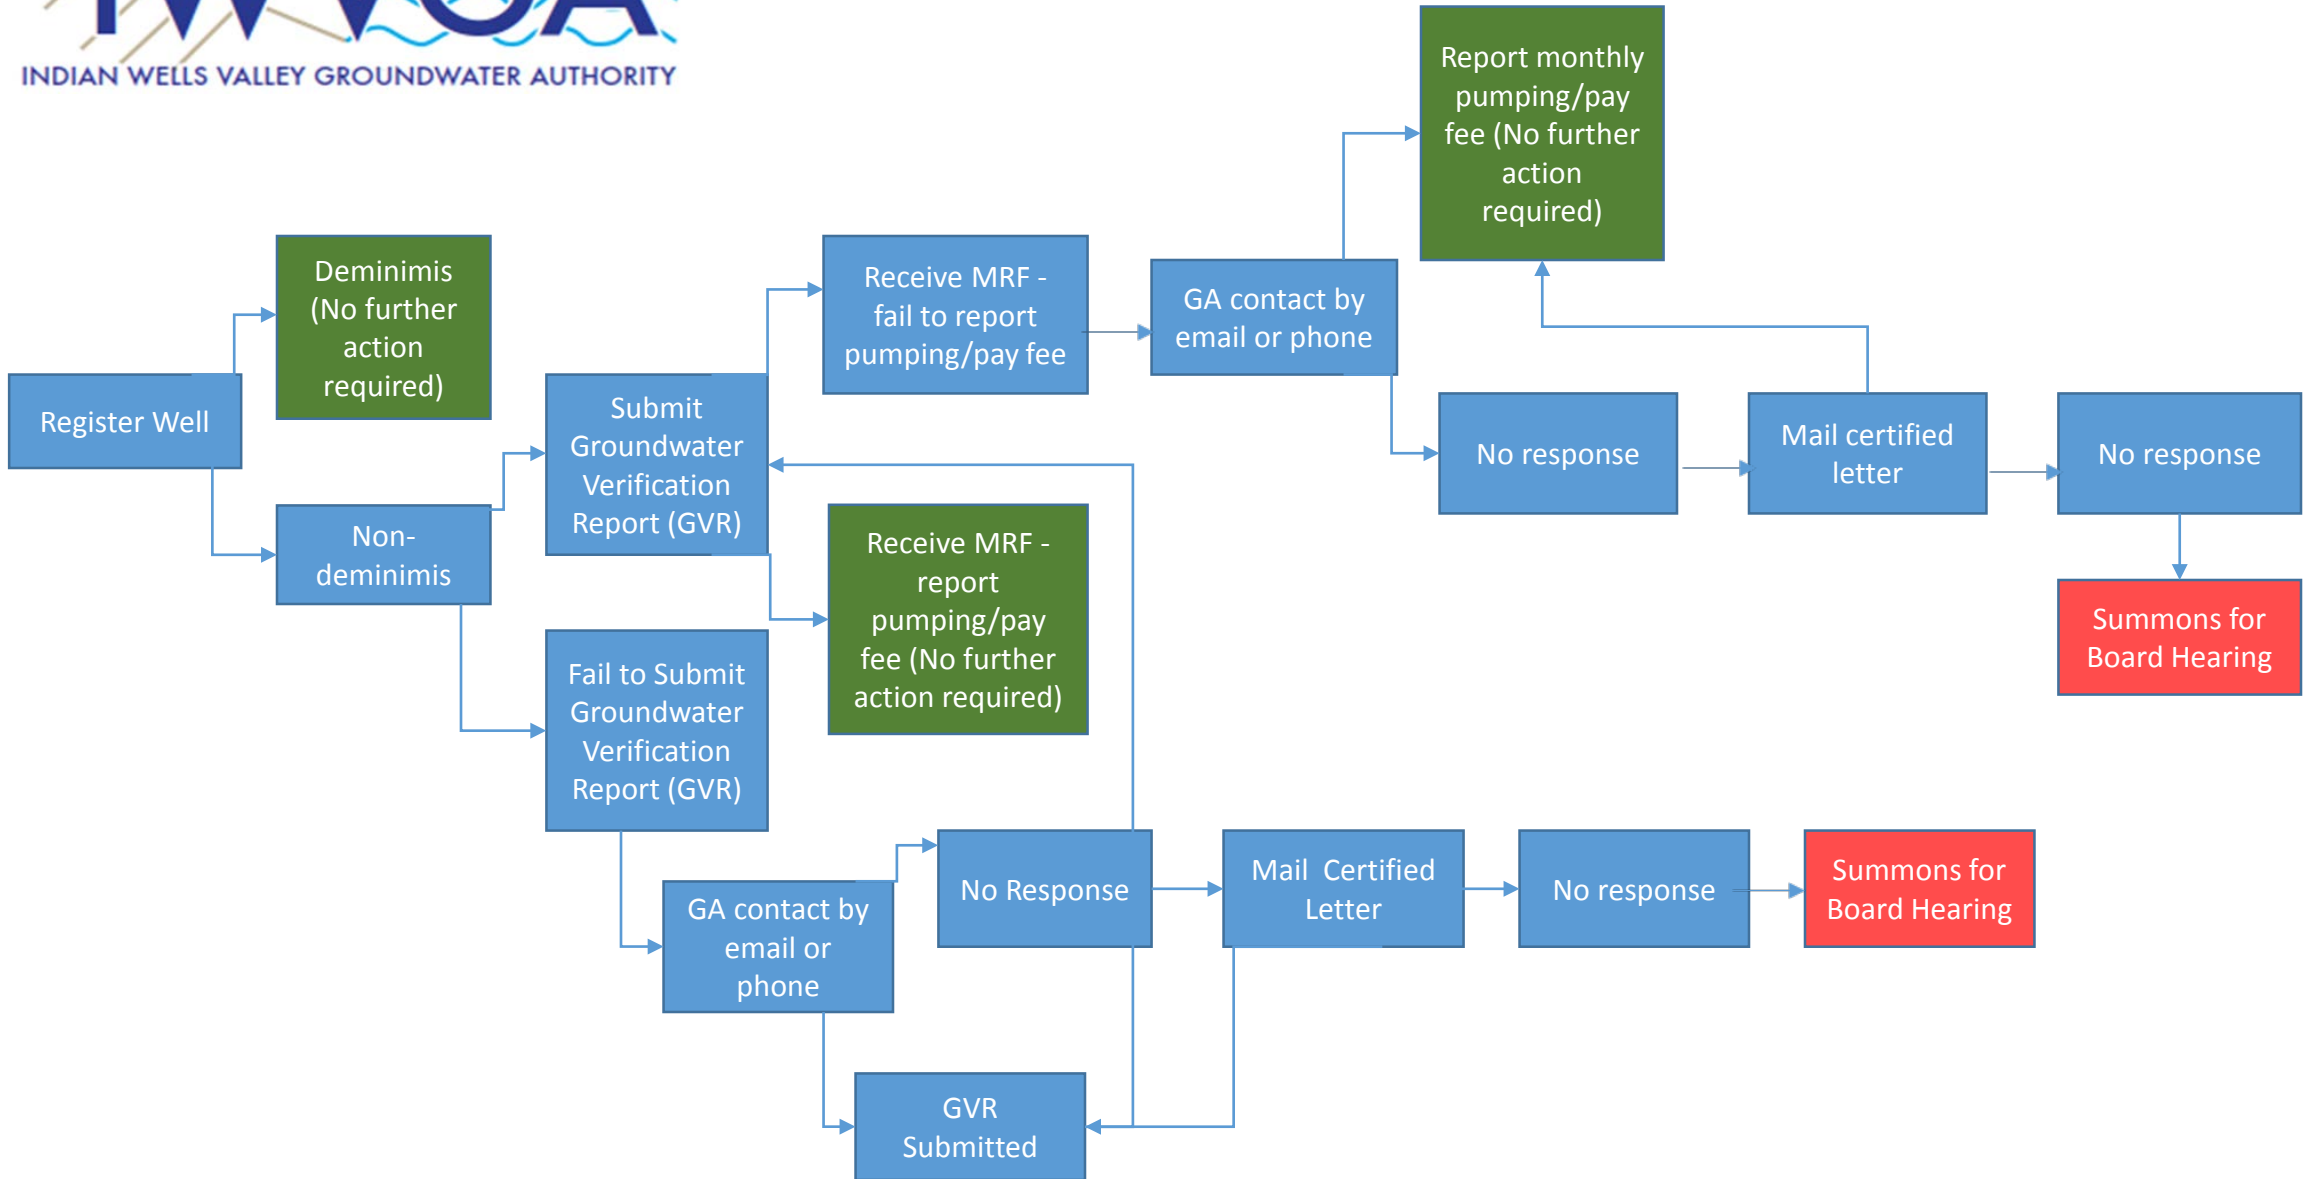 IWVGA
INDIAN WELLS VALLEY GROUNDWATER AUTHORITY
Register Well
Deminimis
(No further
action
required)
Non-
deminimis
Submit
Groundwater
Verification
Report (GVR)
Fail to Submit
Groundwater
Verification
Report (GVR)
Receive MRF -
fail to report
pumping/pay fee
Receive MRF -
report
pumping/pay
fee (No further
action required)
GA contact by
email or phone
Report monthly
pumping/pay
fee (No further
action
required)
No response
Mail certified
letter
No response
Summons for
Board Hearing
GA contact by
email or
phone
No Response
Mail  Certified
Letter
No response
Summons for
Board Hearing
GVR
Submitted